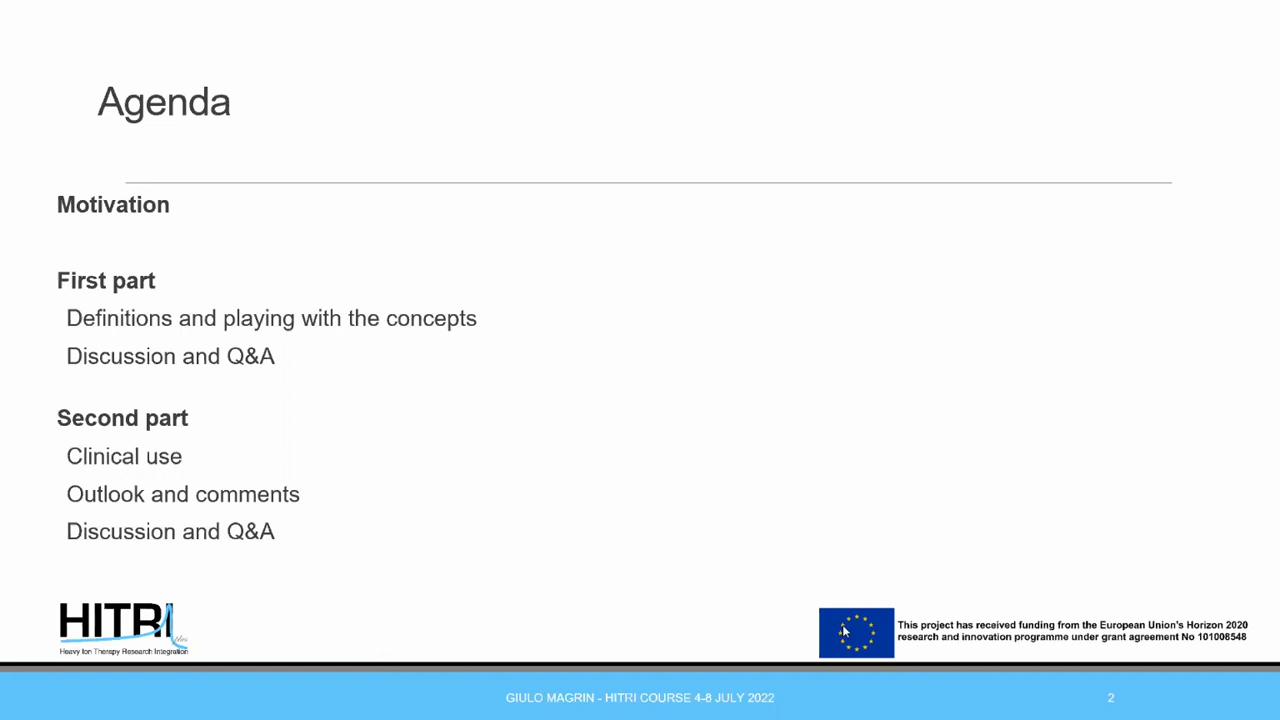 Agenda
Motivation
First part
Definitions and playing with the concepts
Discussion and Q&A
Second part
Clinical use
Outlook and comments
Discussion and Q&A
HITRI
plus
Heavy Ion Therapy Research Integration
This project has received funding from the European Union's Horizon 2020
research and innovation programme under grant agreement No 101008548
GIULO MAGRIN - HITRI COURSE 4-8 JULY 2022
2